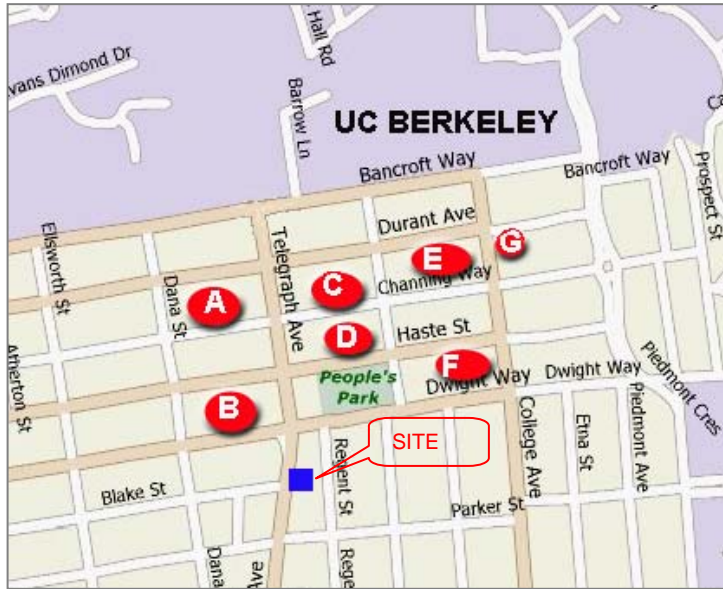 Hall Rd
Evans Dimond Dr
Barrow Ln
UC BERKELEY
Bancroft Way
Bancroft Way
Prospect St
Durant Ave
Ellsworth St
Telegraph Ave
G
E
Dana St
C
Channing Way
A
D
Haste St
Atherton St
People's
Park
F
Dwight Way
Dwight Way
Piedmont Cres
B
SITE
Regent St
College Ave
Etna St
Piedmont Ave
Blake St
Parker St
Dana
Ave
Rege